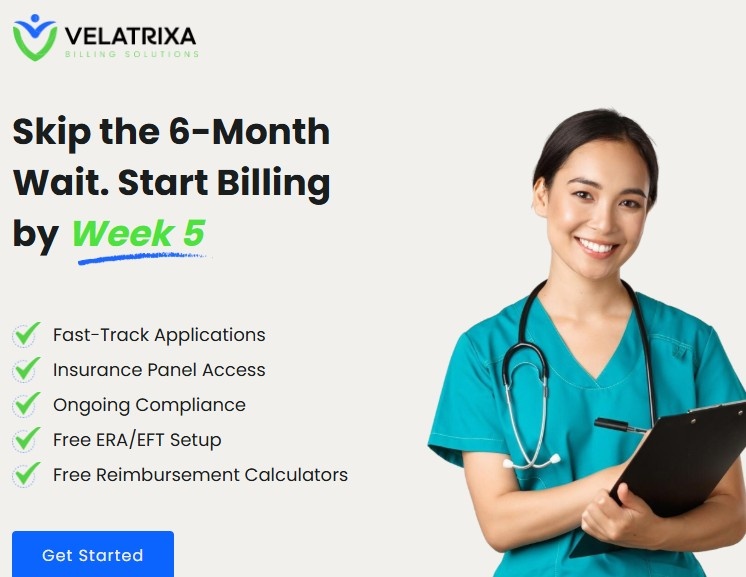 VELATRIXA
BILLING SOLUTIONS
Skip the 6-Month
Wait. Start Billing
by Week 5
Fast-Track Applications
Insurance Panel Access
Ongoing Compliance
Free ERA/EFT Setup
Free Reimbursement Calculators
Get Started